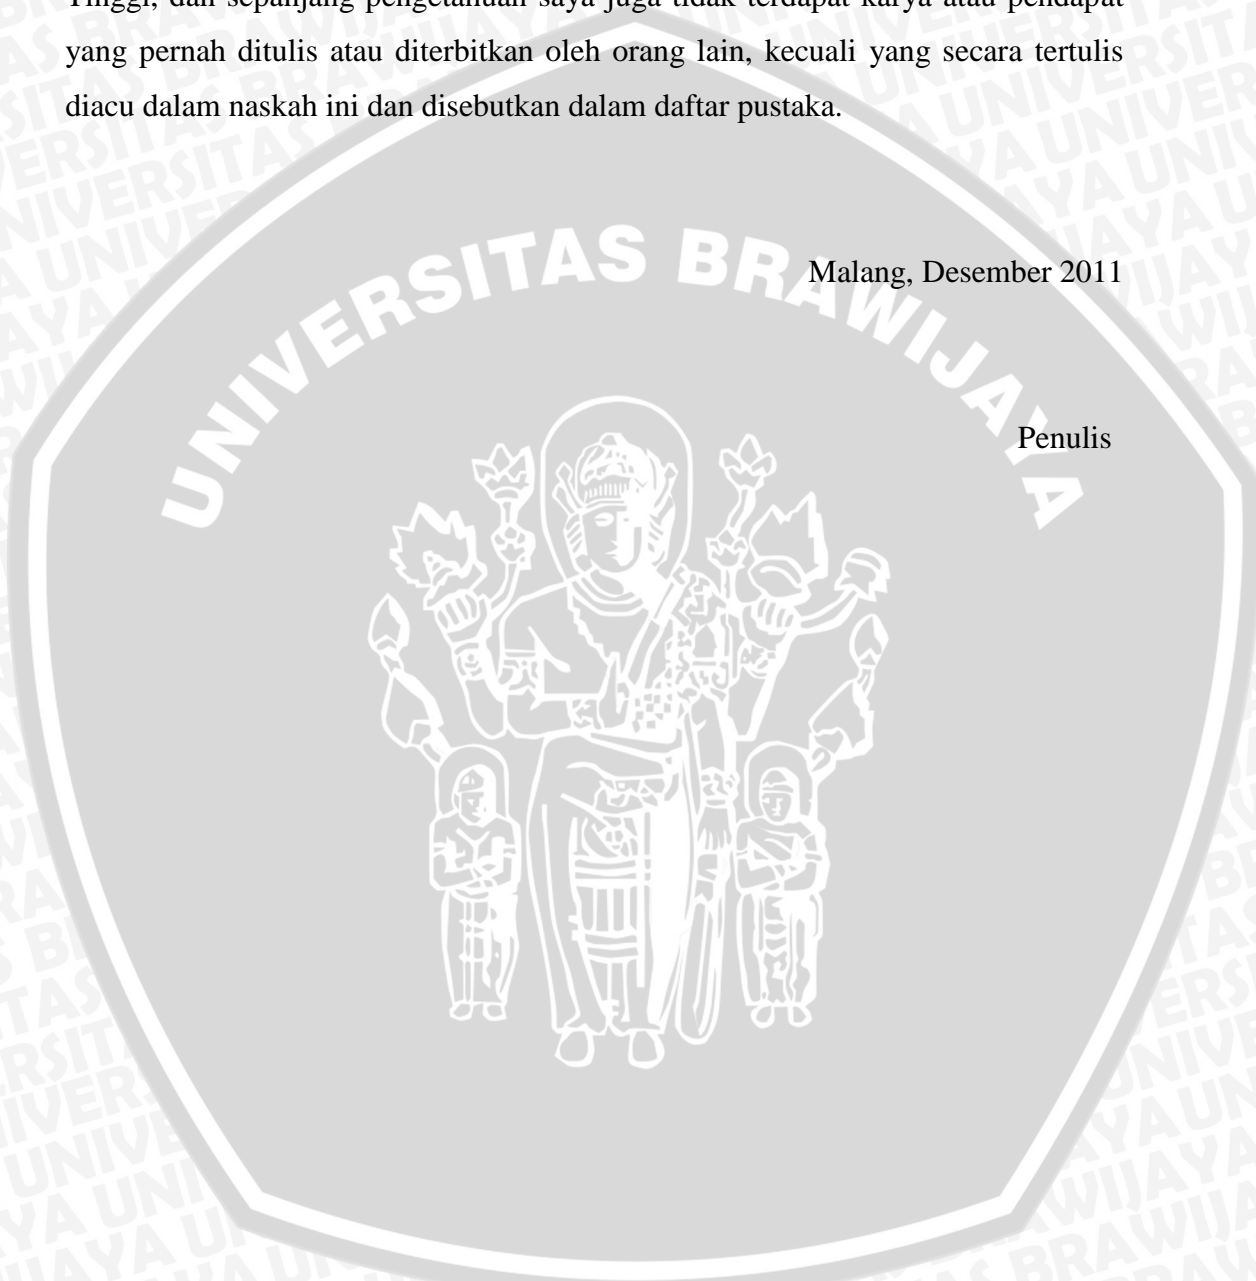 Tinggi, dan sepanjang pengetahuan saya juga tidak terdapat karya atau pendapat
yang pernah ditulis atau diterbitkan oleh orang lain, kecuali yang secara tertulis
diacu dalam naskah ini dan disebutkan dalam daftar pustaka.
UNIVERSITAS BRAWIJAYA
Malang, Desember 2011
Penulis